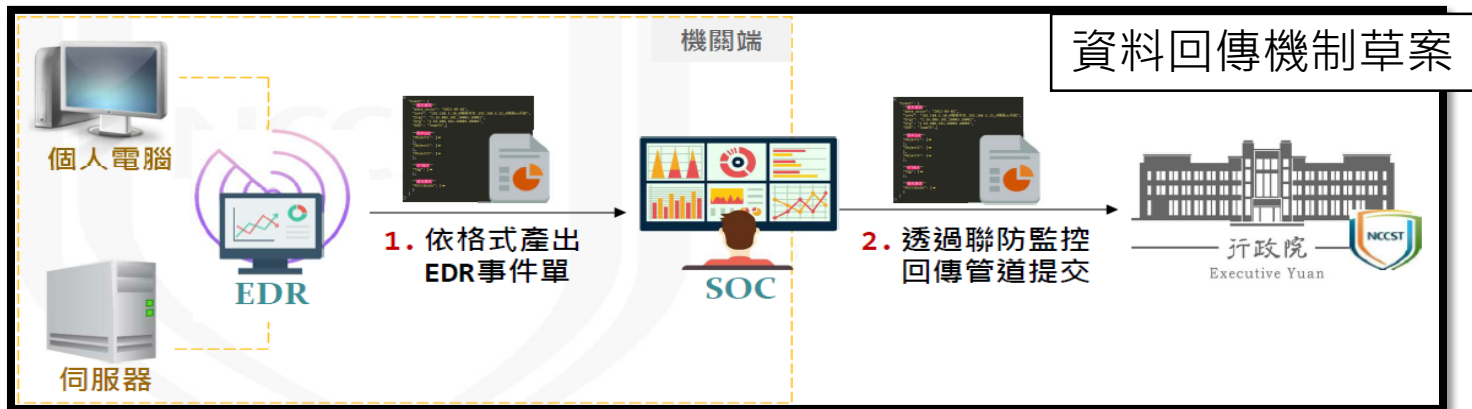 資料回傳機制草案
機關端
個人電腦
伺服器
EDR
1. 依格式產出
EDR事件單
SOC
2. 透過聯防監控
回傳管道提交
行政院
Executive Yuan
NCCST